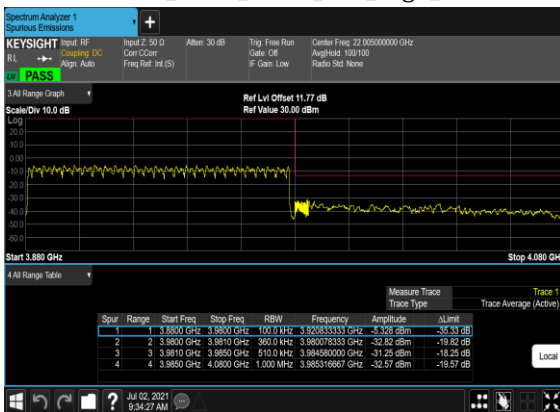 Spectrum Analyzer 1
Spurious Emissions
+
KEYSIGHT Input: RF Input Z: 50 Ω Atten: 30 dB Trig: Free Run Center Freq: 22.005000000 GHz
RL Coupling: DC Corr CCorr Gate: Off Avg|Hold: 100/100
Align: Auto Freq Ref: Int (S) IF Gain: Low Radio Std: None
PASS
3 All Range Graph Ref Lvl Offset 11.77 dB
Scale/Div 10.0 dB Ref Value 30.00 dBm
Log
20.0
10.0
0.00
-10.0
-20.0
-30.0
-40.0
-50.0
-60.0
Start 3.880 GHz Stop 4.080 GH
4 All Range Table
Measure Trace Trace 1
Trace Type Trace Average (Active)
Spur Range Start Freq Stop Freq RBW Frequency Amplitude ΔLimit
1 1 3.8800 GHz 3.9800 GHz 100.0 kHz 3.920833333 GHz -5.328 dBm -35.33 dB
2 2 3.9800 GHz 3.9810 GHz 360.0 kHz 3.980078333 GHz -32.82 dBm -19.82 dB
3 3 3.9810 GHz 3.9850 GHz 510.0 kHz 3.984580000 GHz -31.25 dBm -18.25 dB
4 4 3.9850 GHz 4.0800 GHz 1.000 MHz 3.985316667 GHz -32.57 dBm -19.57 dB
Local
? Jul 02, 2021
9:34:27 AM